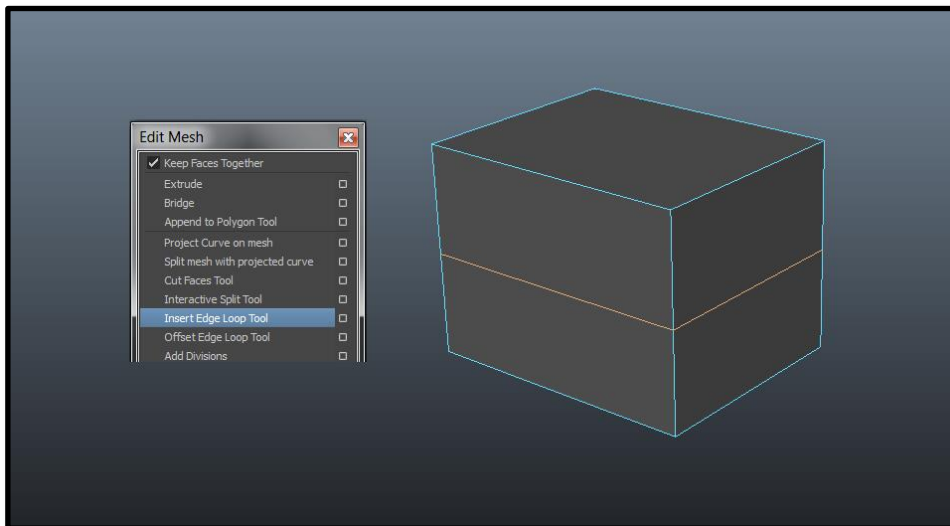 Edit Mesh
Keep Faces Together
Extrude
Bridge
Append to Polygon Tool
Project Curve on mesh
Split mesh with projected curve
Cut Faces Tool
Interactive Split Tool
Insert Edge Loop Tool
Offset Edge Loop Tool
Add Divisions